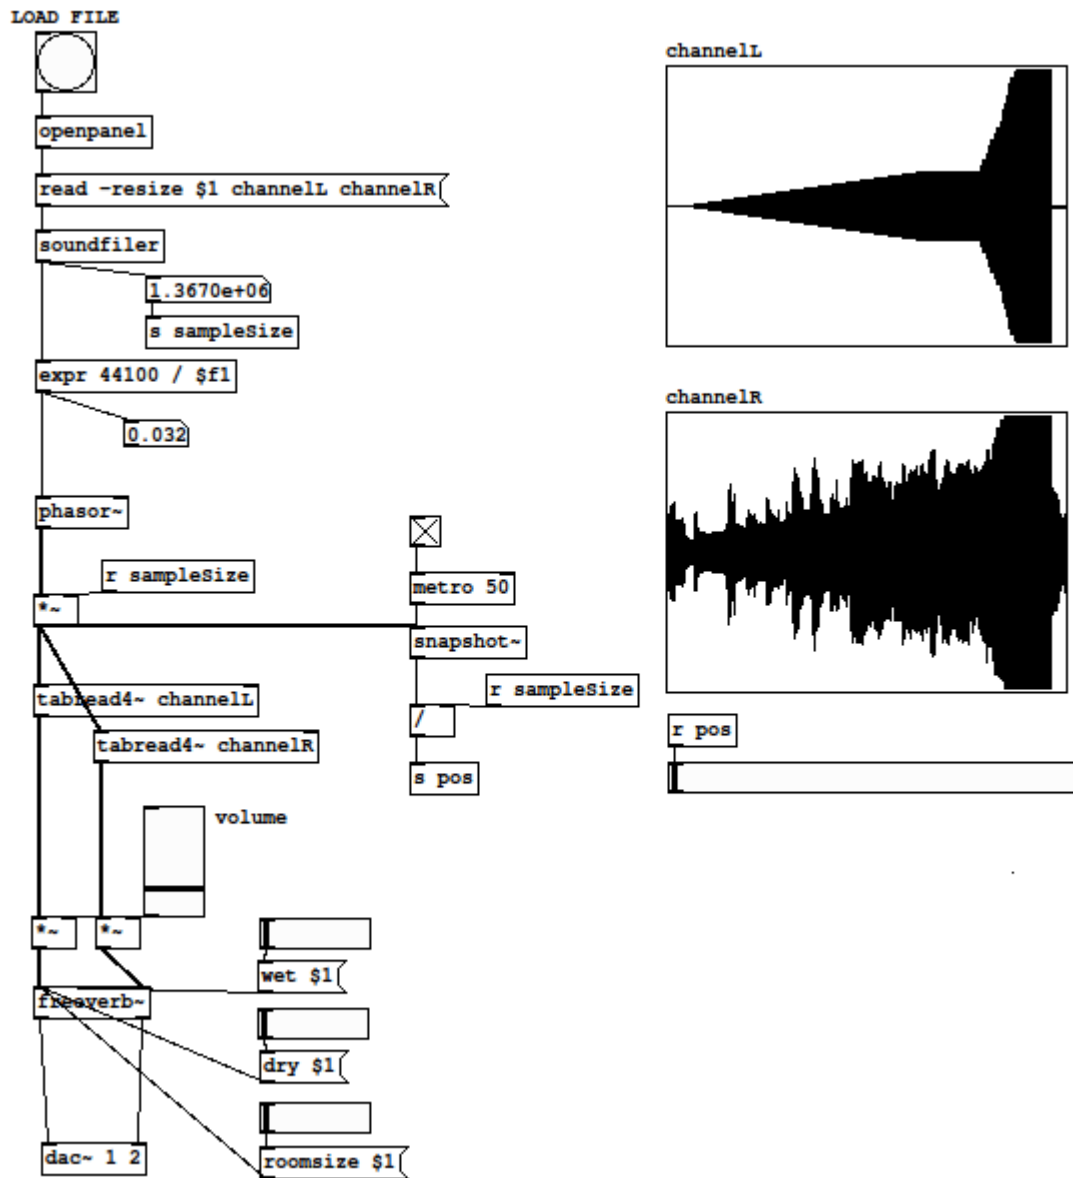 LOAD FILE
openpanel
read -resize $1 channelL channelR
soundfiler
1.3670e+06
s sampleSize
expr 44100 / $f1
0.032
phasor~
r sampleSize
*~
tabread4~ channelL
tabread4~ channelR
volume
*~
*~
wet $1
freeverb~
dry $1
roomsize $1
dac~ 1 2
metro 50
snapshot~
r sampleSize
/
s pos
channelL
channelR
r pos